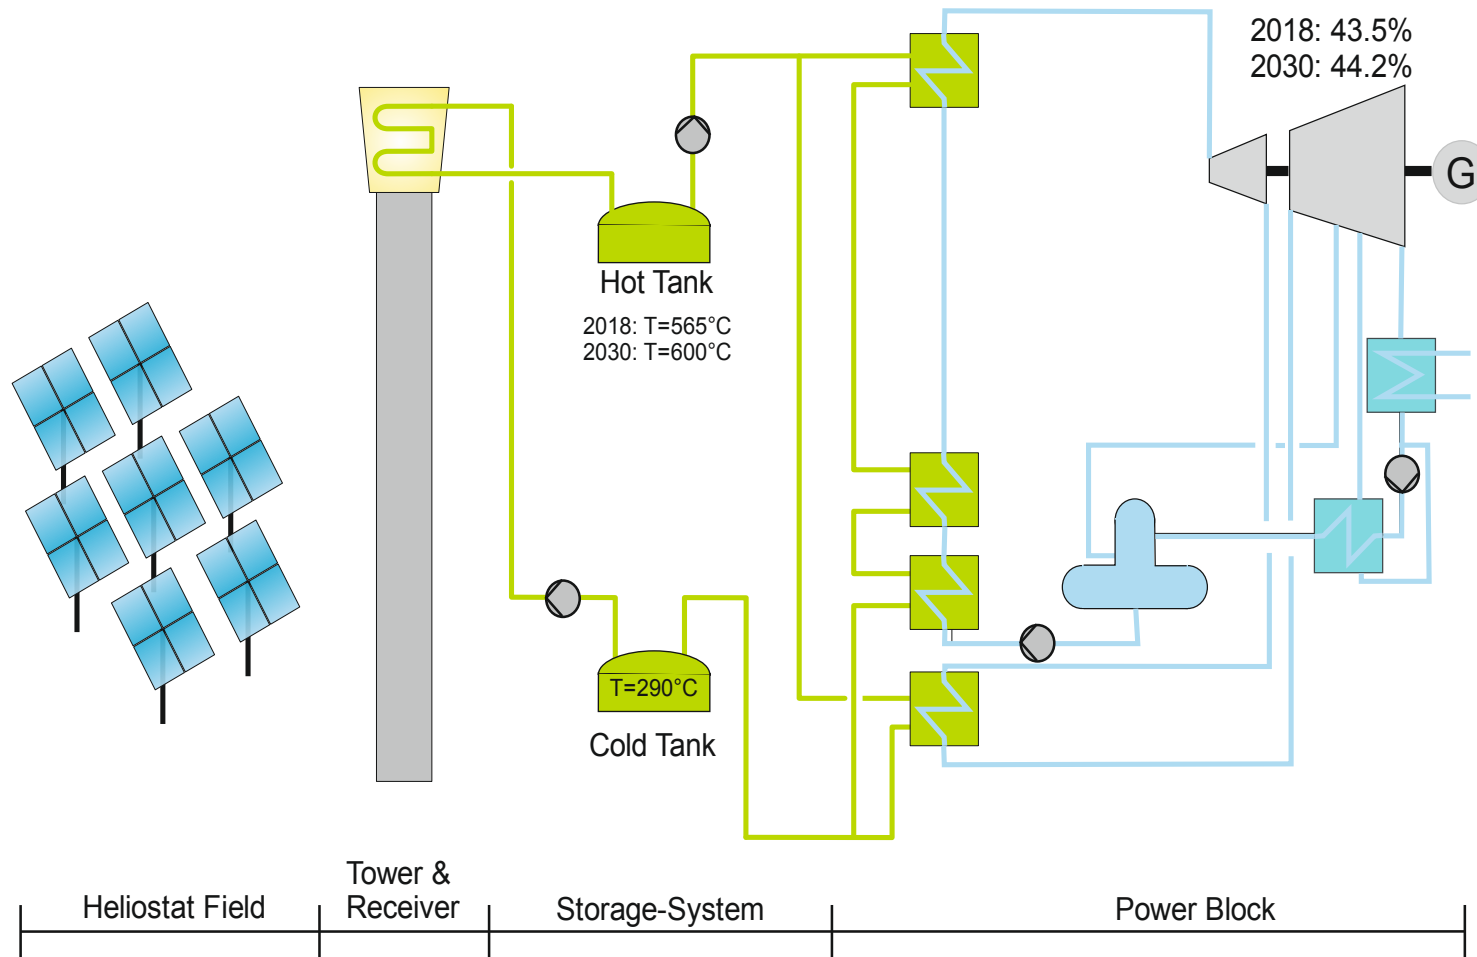 2018: 43.5%
2030: 44.2%
G
Hot Tank
2018: T=565°C
2030: T=600°C
T=290°C
Cold Tank
Heliostat Field
Tower &
Receiver
Storage-System
Power Block